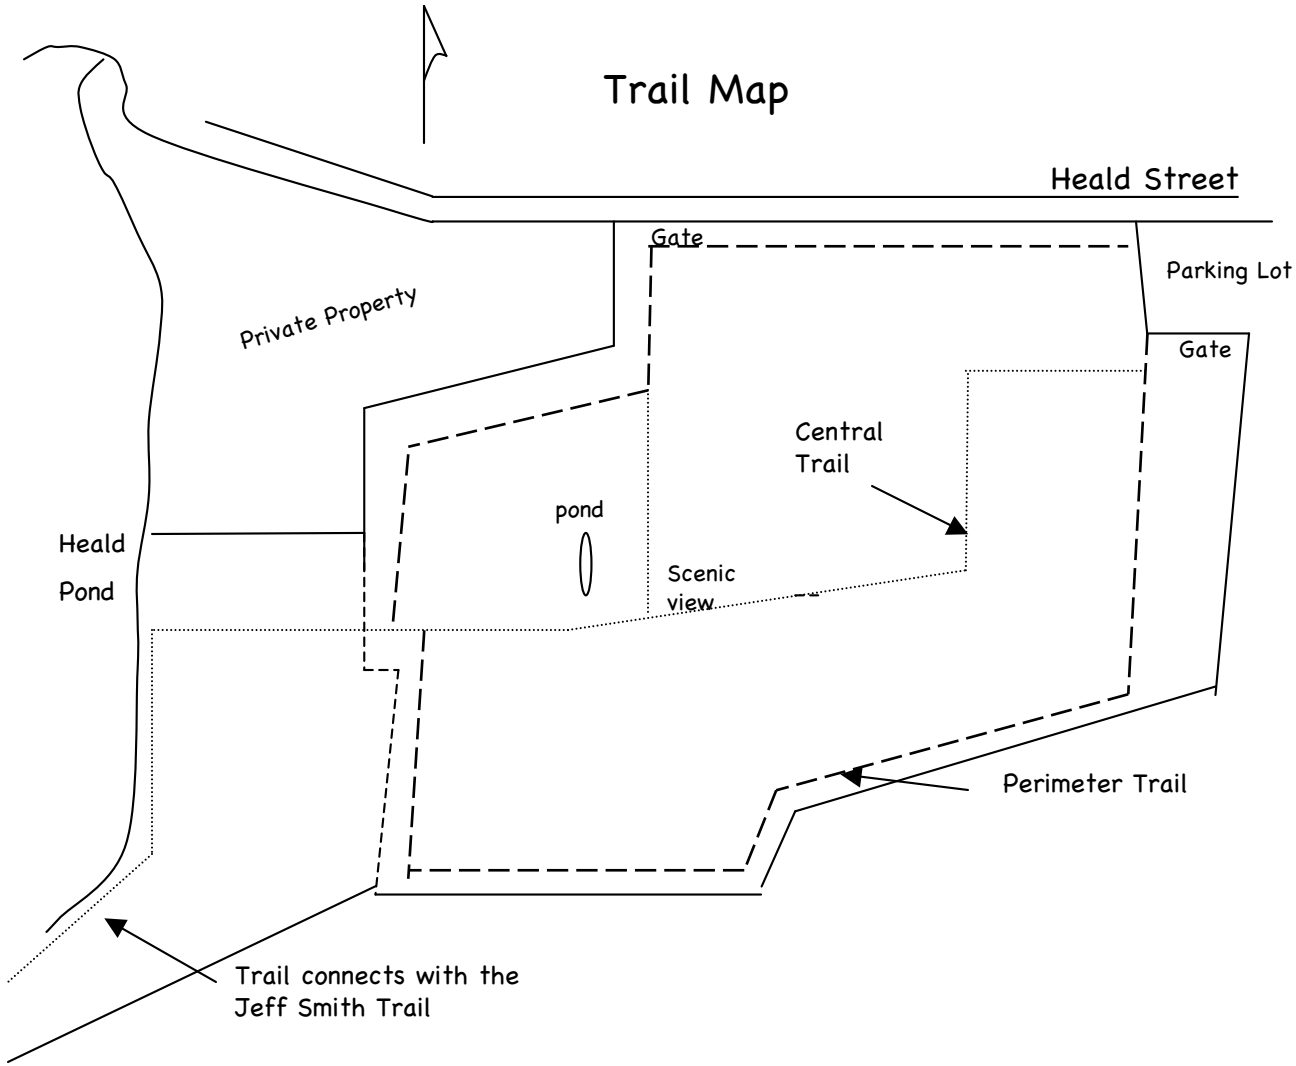 Trail Map
Heald Street
Gate
Parking Lot
Private Property
Gate
Central
Trail
pond
Heald
Pond
Scenic
view
Perimeter Trail
Trail connects with the
Jeff Smith Trail